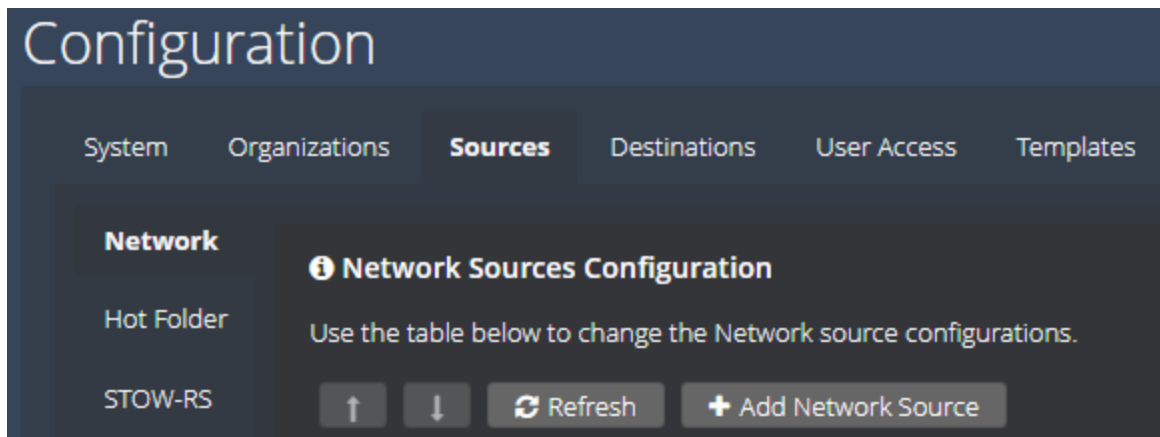 Configuration
System Organizations Sources Destinations User Access Templates
Network
Network Sources Configuration
Hot Folder
Use the table below to change the Network source configurations.
STOW-RS
Refresh Add Network Source